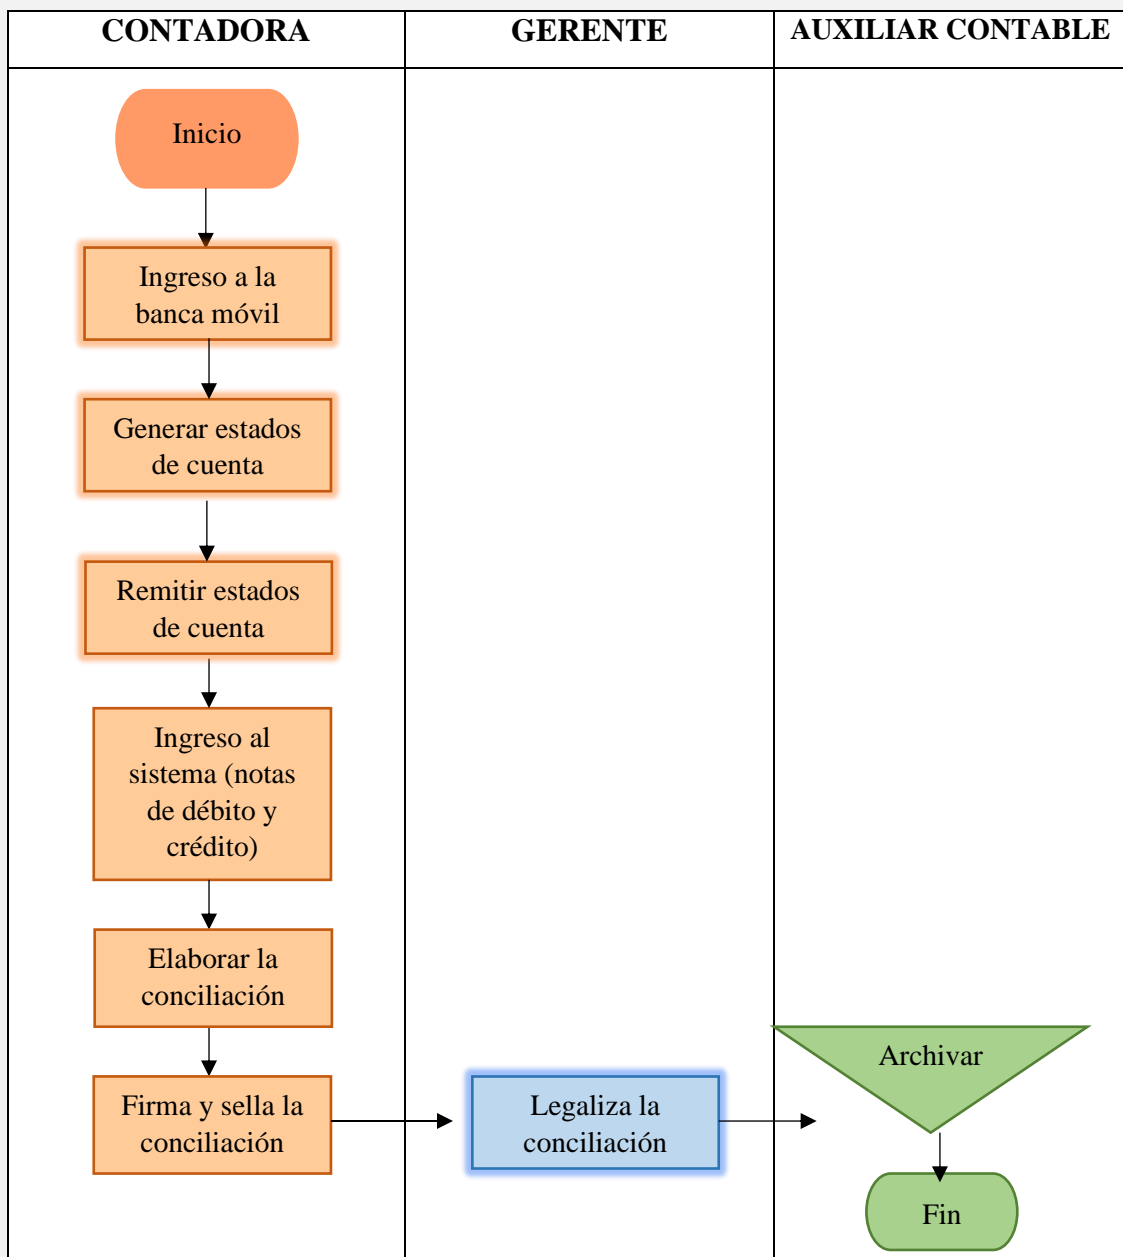 CONTADORA
GERENTE
AUXILIAR CONTABLE
Inicio
Ingreso a la
banca móvil
Generar estados
de cuenta
Remitir estados
de cuenta
Ingreso al
sistema (notas
de débito y
crédito)
Elaborar la
conciliación
Firma y sella la
conciliación
Legaliza la
conciliación
Archivar
Fin